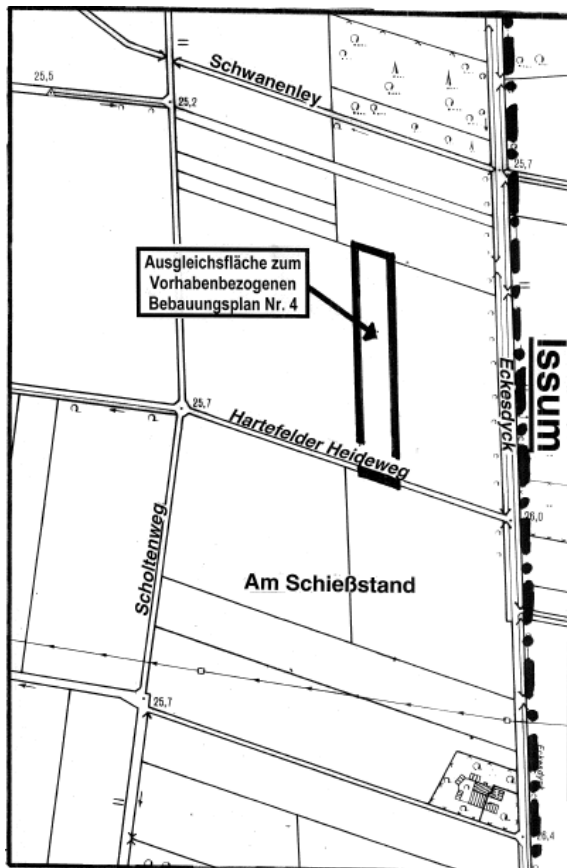 Schwanenley
25,5
25,2
25,7
Ausgleichsfläche zum
Vorhabenbezogenen
Bebauungsplan Nr. 4
Issum
Eckesdyck
25,7
Hartefelder Heideweg
26,0
Scholtenweg
Am Schießstand
25,7
26,4